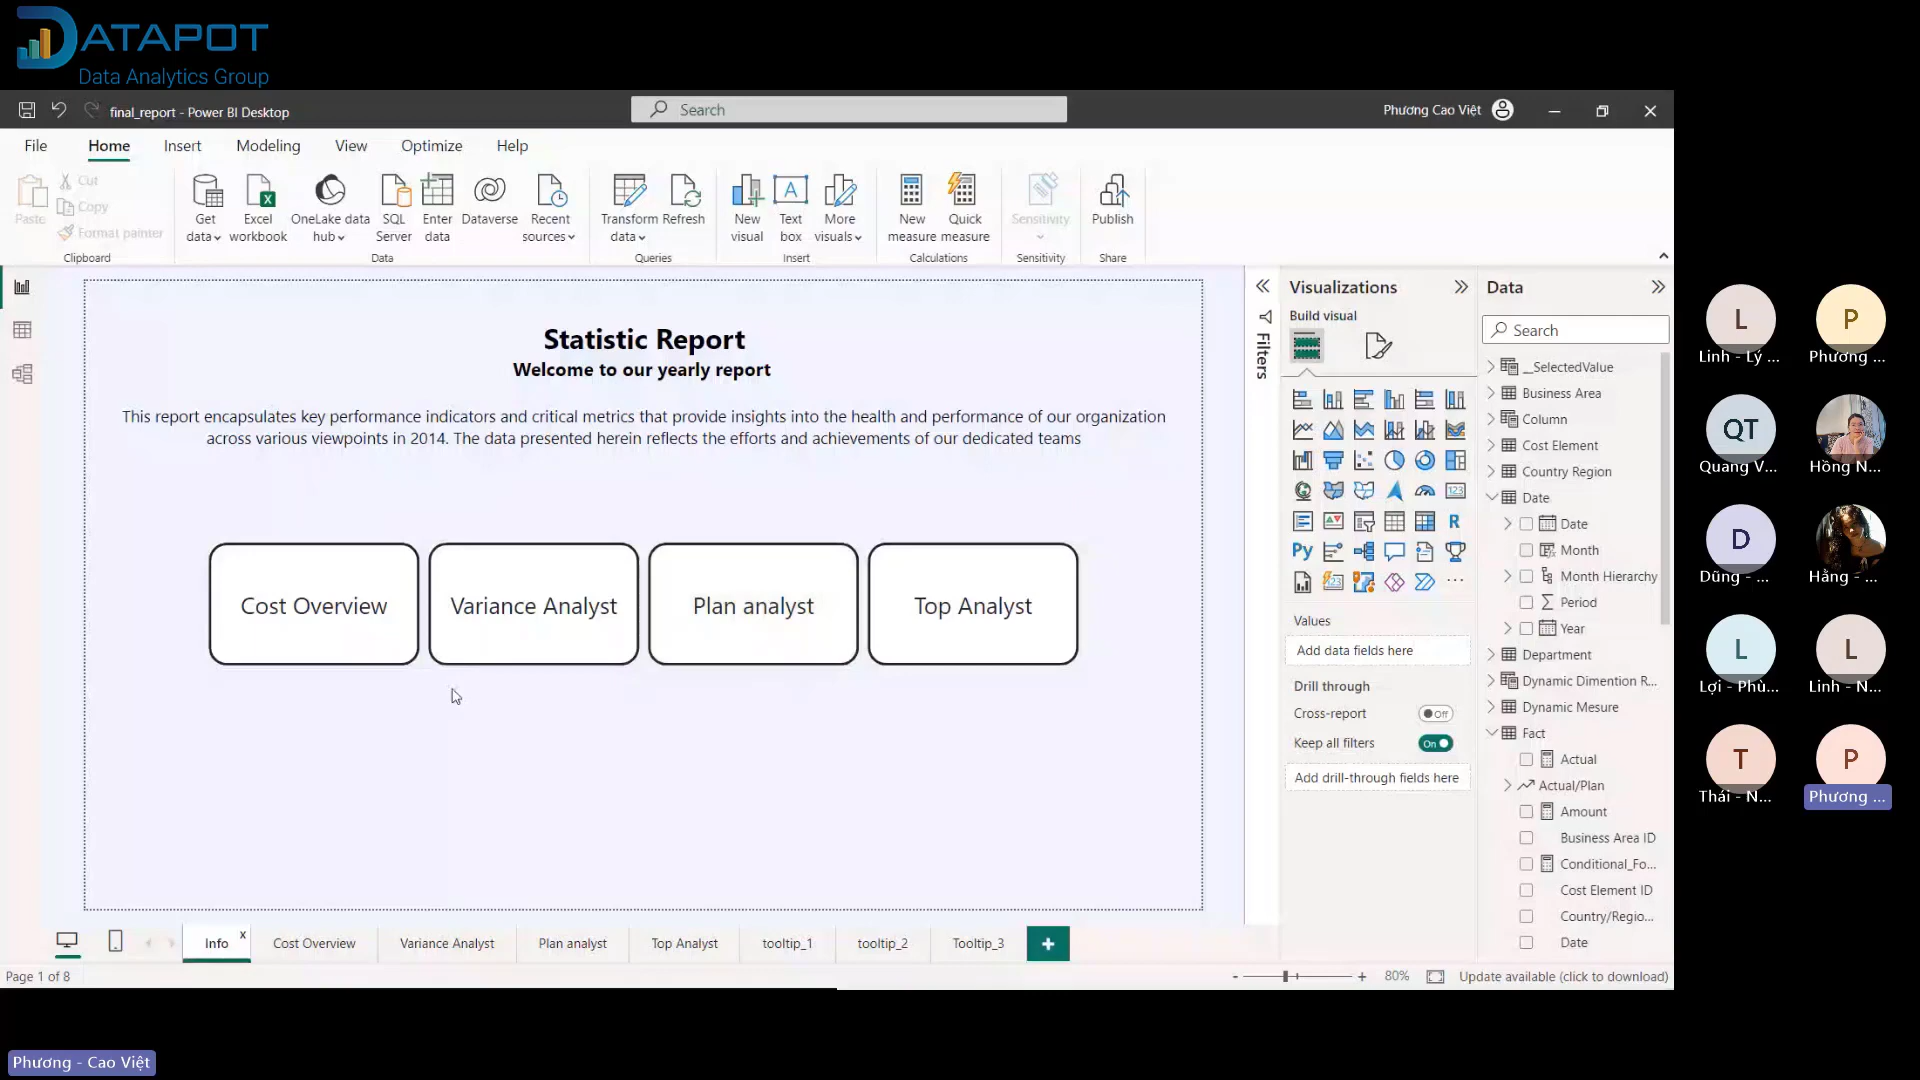 DATAPOT
Data Analytics Group
final_report - Power BI Desktop
Search
Phương Cao Việt
File
Home
Insert
Modeling
View
Optimize
Help
Paste
Cut
Copy
Format painter
Clipboard
Get data
Excel workbook
OneLake data hub
SQL Server
Enter data
Dataverse
Recent sources
Data
Transform data
Refresh
Queries
New visual
Text box
More visuals
Insert
New measure
Quick measure
Calculations
Sensitivity
Sensitivity
Publish
Share
Statistic Report
Welcome to our yearly report
This report encapsulates key performance indicators and critical metrics that provide insights into the health and performance of our organization
across various viewpoints in 2014. The data presented herein reflects the efforts and achievements of our dedicated teams
Cost Overview
Variance Analyst
Plan analyst
Top Analyst
Filters
Visualizations
Build visual
Values
Add data fields here
Drill through
Cross-report
Off
Keep all filters
On
Add drill-through fields here
Data
Search
__SelectedValue
Business Area
Column
Cost Element
Country Region
Date
Date
Month
Month Hierarchy
Period
Year
Department
Dynamic Dimention R...
Dynamic Mesure
Fact
Actual
Actual/Plan
Amount
Business Area ID
Conditional_Fo...
Cost Element ID
Country/Regio...
Date
Info
x
Cost Overview
Variance Analyst
Plan analyst
Top Analyst
tooltip_1
tooltip_2
Tooltip_3
+
Page 1 of 8
- + 80%
Update available (click to download)
L
Linh - Lý ...
P
Phương ...
QT
Quang V...
Hồng N...
D
Dũng - ...
Hằng - ...
L
Lợi - Phù...
L
Linh - N...
T
Thái - N...
P
Phương ...
Phương - Cao Việt